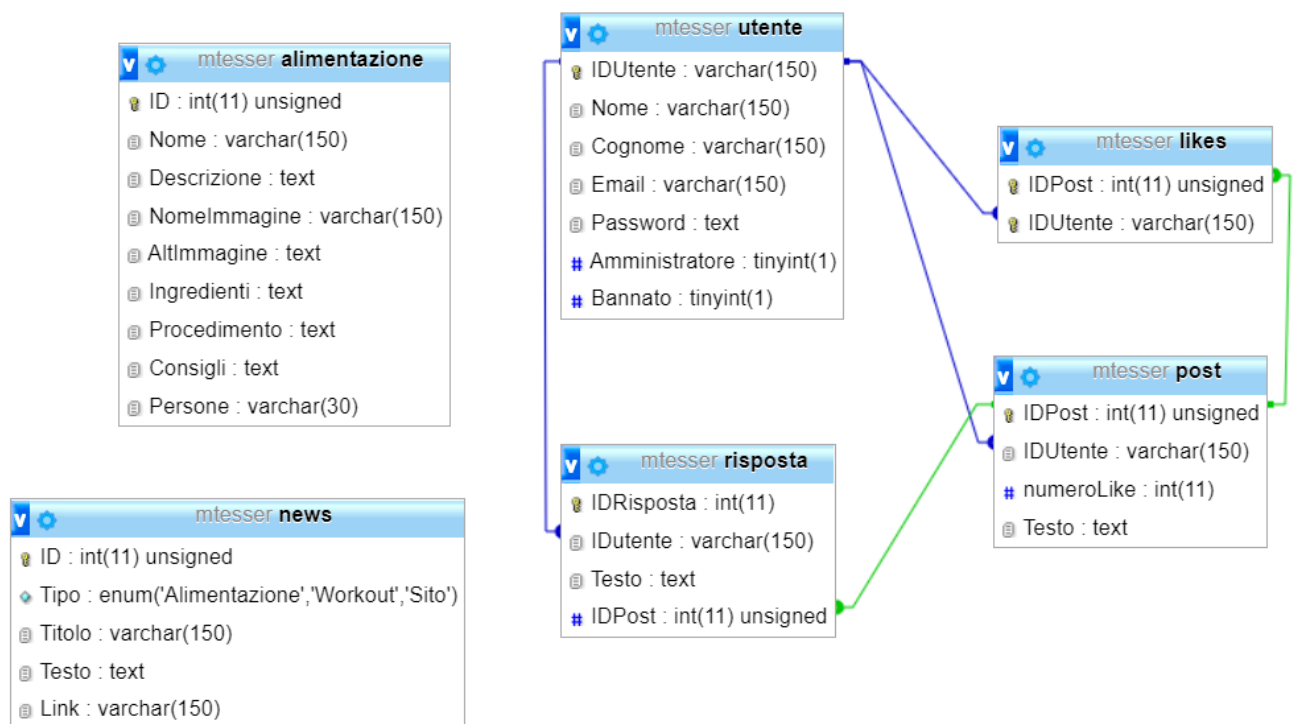 mtesser alimentazione
ID : int(11) unsigned
Nome : varchar(150)
Descrizione : text
NomeImmagine : varchar(150)
AltImmagine : text
Ingredienti : text
Procedimento : text
Consigli : text
Persone : varchar(30)
mtesser utente
IDUtente : varchar(150)
Nome : varchar(150)
Cognome : varchar(150)
Email : varchar(150)
Password : text
Amministratore : tinyint(1)
Bannato : tinyint(1)
mtesser likes
IDPost : int(11) unsigned
IDUtente : varchar(150)
mtesser post
IDPost : int(11) unsigned
IDUtente : varchar(150)
numeroLike : int(11)
Testo : text
mtesser risposta
IDRisposta : int(11)
IDutente : varchar(150)
Testo : text
IDPost : int(11) unsigned
mtesser news
ID : int(11) unsigned
Tipo : enum('Alimentazione','Workout','Sito')
Titolo : varchar(150)
Testo : text
Link : varchar(150)